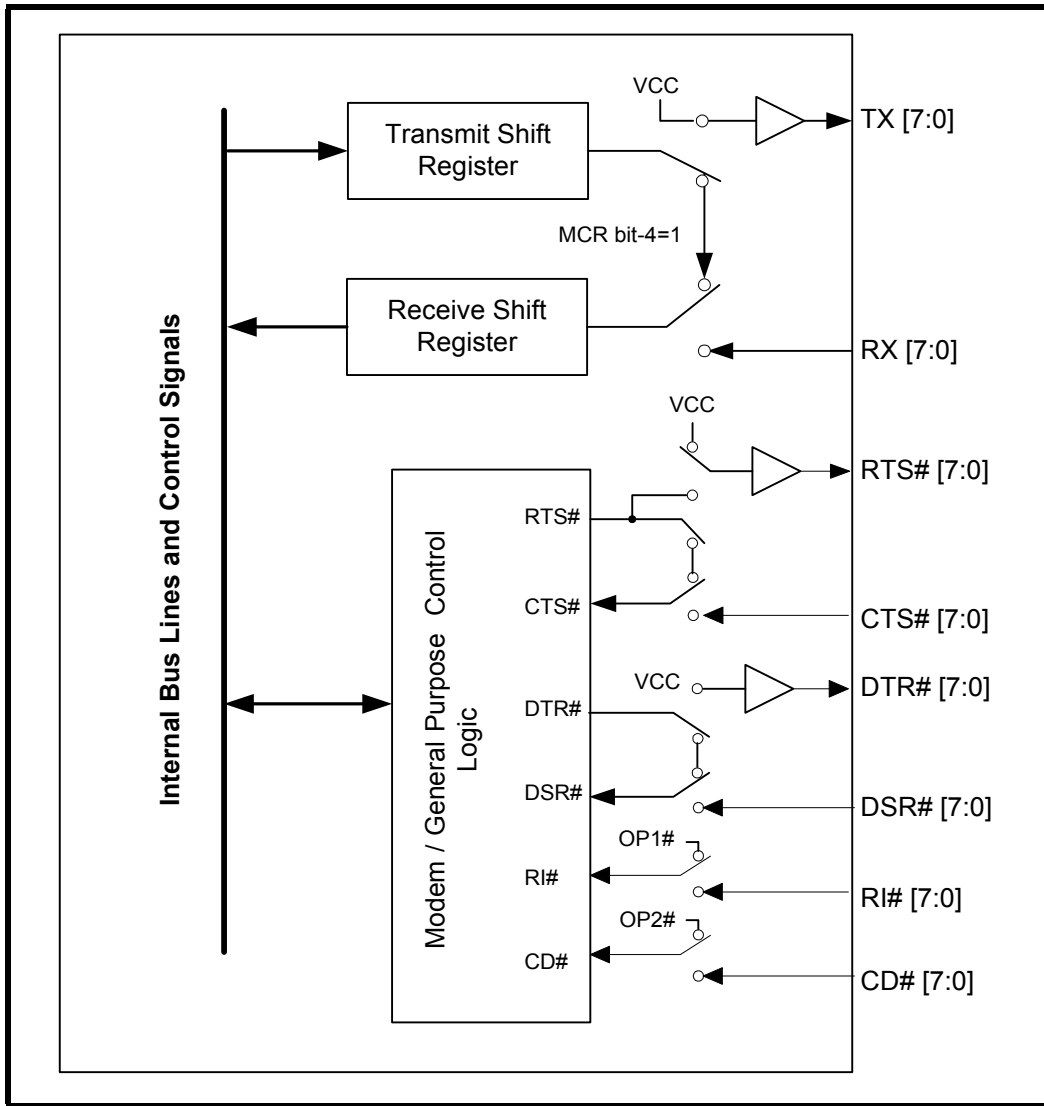 VCC
TX [7:0]
Transmit Shift
Register
MCR bit-4=1
Receive Shift
Register
RX [7:0]
Internal Bus Lines and Control Signals
VCC
RTS# [7:0]
Modem / General Purpose Control
Logic
RTS#
CTS#
CTS# [7:0]
VCC
DTR# [7:0]
DTR#
DSR#
DSR# [7:0]
OP1#
RI#
RI# [7:0]
OP2#
CD#
CD# [7:0]